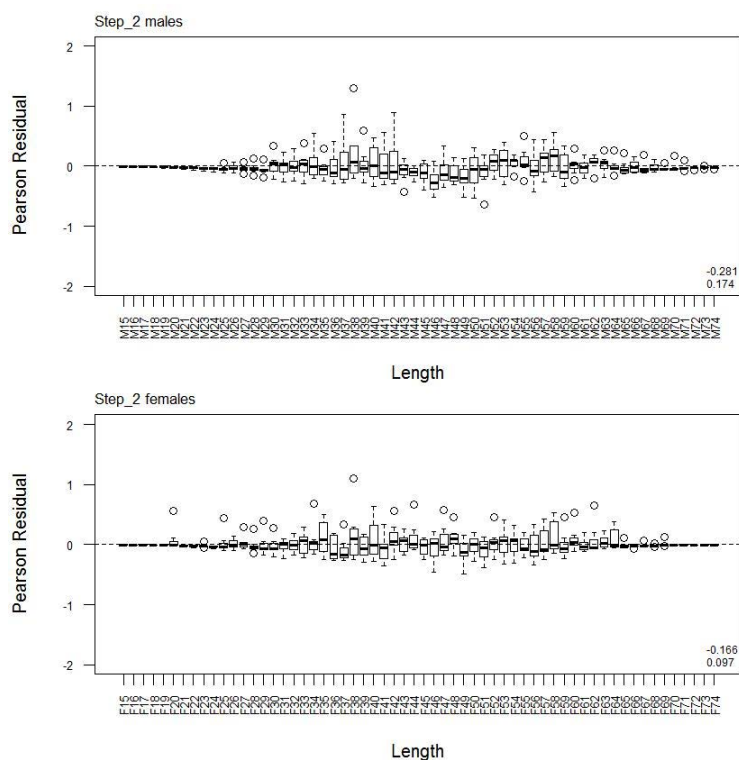 Step_2 males
2
1
0
-1
-2
Pearson Residual
-0.281
0.174
M15 M16 M17 M18 M19 M20 M21 M22 M23 M24 M25 M26 M27 M28 M29 M30 M31 M32 M33 M34 M35 M36 M37 M38 M39 M40 M41 M42 M43 M44 M45 M46 M47 M48 M49 M50 M51 M52 M53 M54 M55 M56 M57 M58 M59 M60 M61 M62 M63 M64 M65 M66 M67 M68 M69 M70 M71 M72 M73 M74
Length
Step_2 females
2
1
0
-1
-2
Pearson Residual
-0.166
0.097
F15 F16 F17 F18 F19 F20 F21 F22 F23 F24 F25 F26 F27 F28 F29 F30 F31 F32 F33 F34 F35 F36 F37 F38 F39 F40 F41 F42 F43 F44 F45 F46 F47 F48 F49 F50 F51 F52 F53 F54 F55 F56 F57 F58 F59 F60 F61 F62 F63 F64 F65 F66 F67 F68 F69 F70 F71 F72 F73 F74
Length